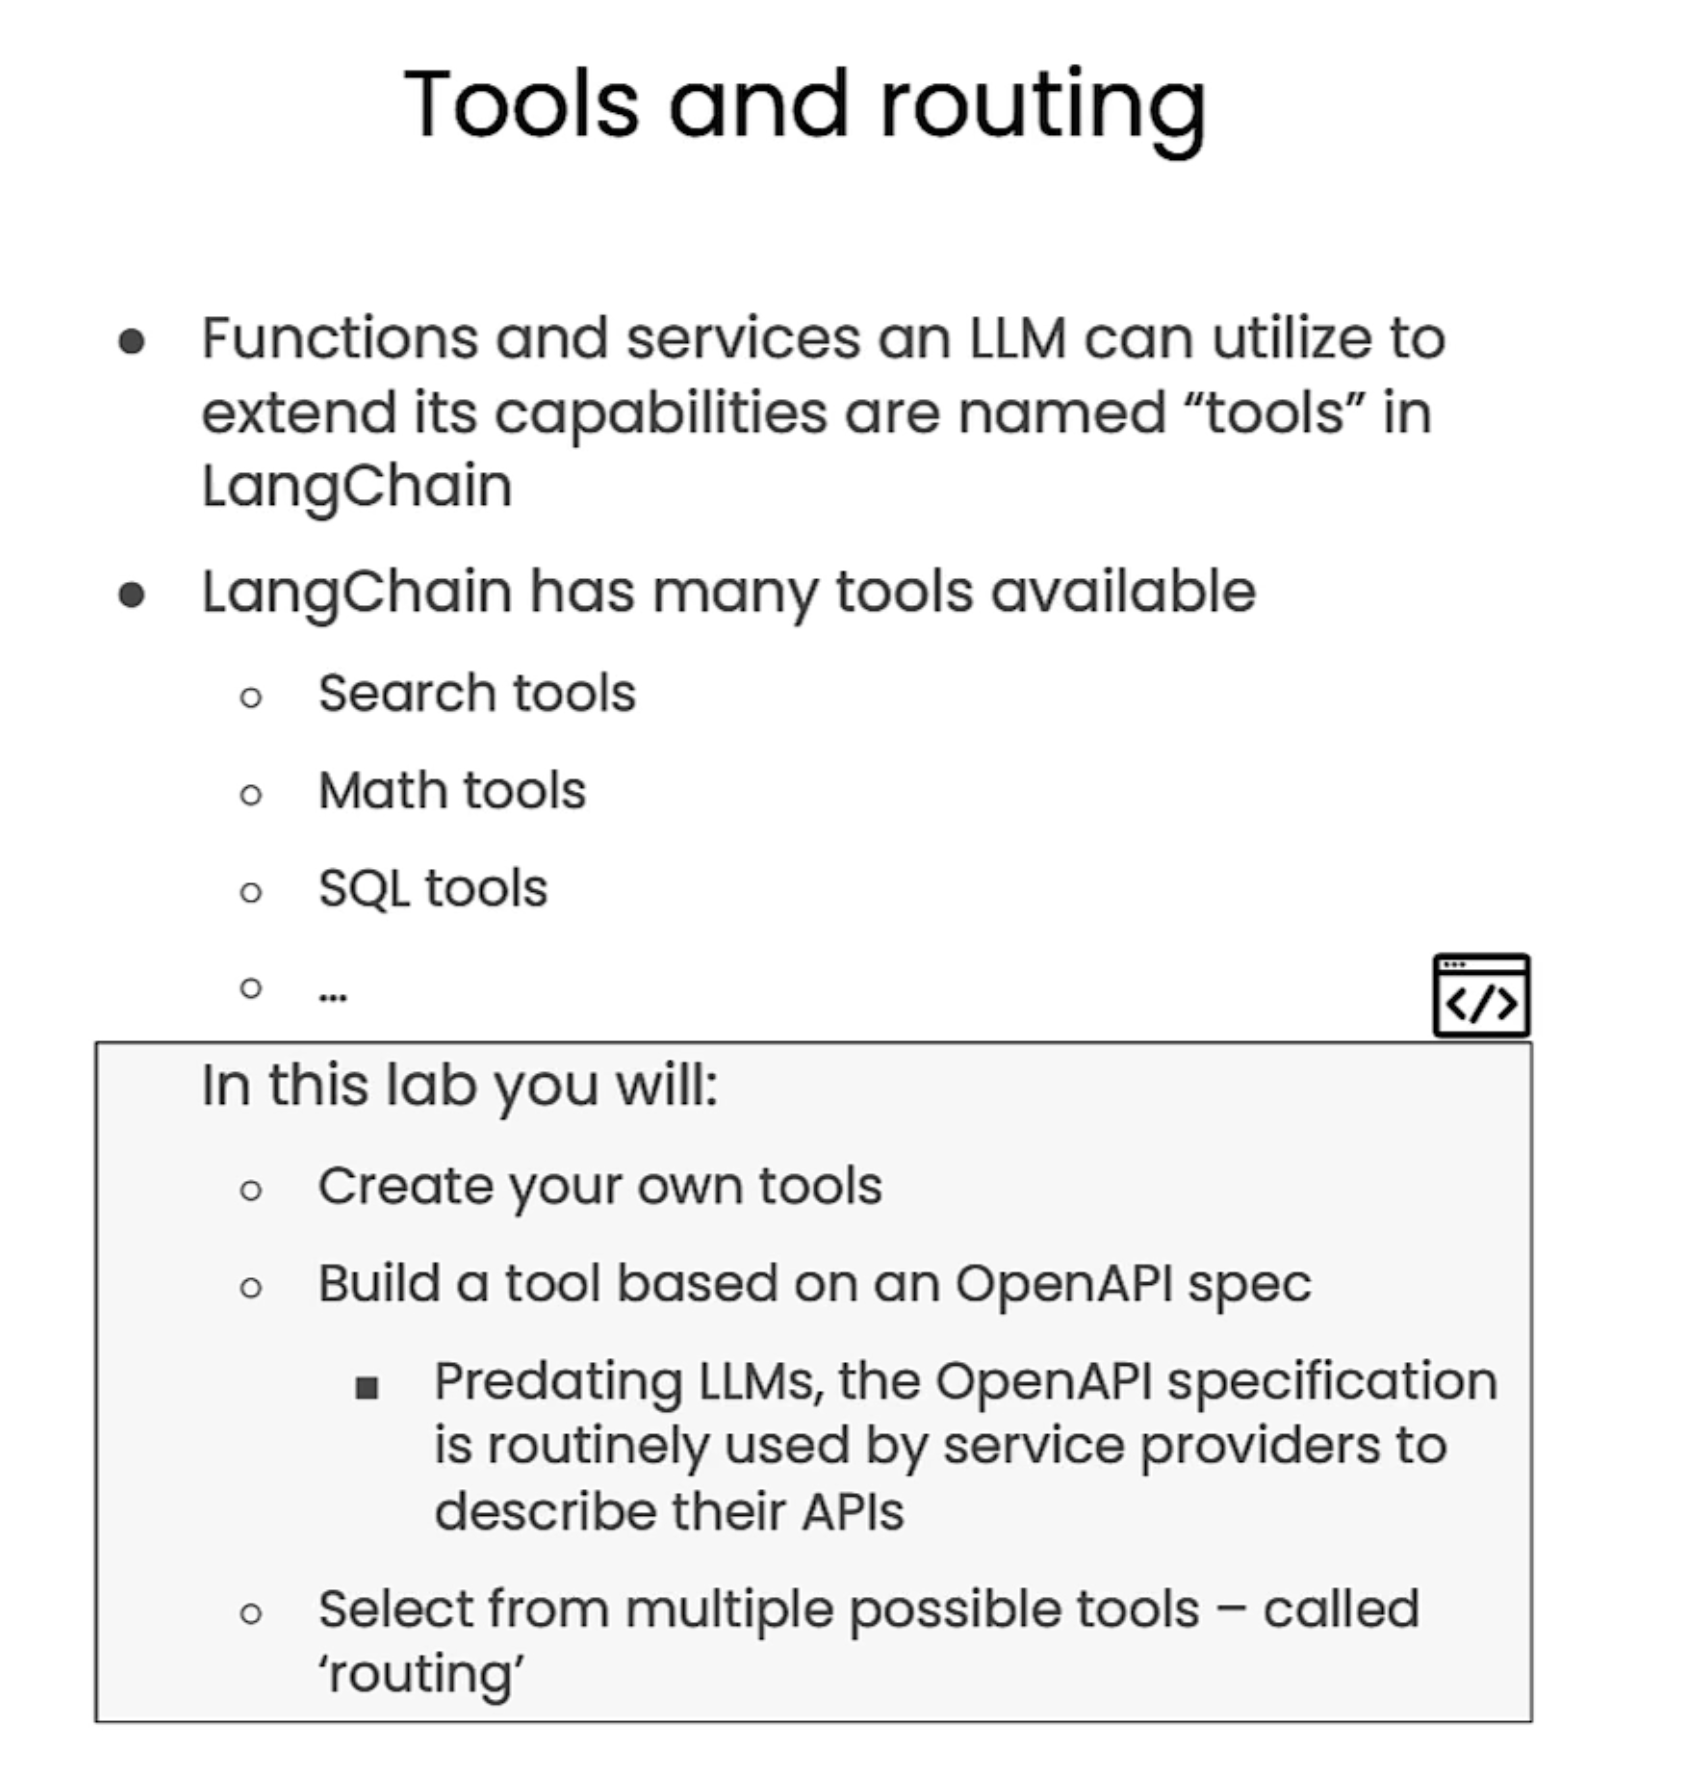 Tools and routing
● Functions and services an LLM can utilize to
extend its capabilities are named “tools” in
LangChain
● LangChain has many tools available
○ Search tools
○ Math tools
○ SQL tools
○ …
</>
In this lab you will:
○ Create your own tools
○ Build a tool based on an OpenAPI spec
■ Predating LLMs, the OpenAPI specification
is routinely used by service providers to
describe their APIs
○ Select from multiple possible tools – called
‘routing’